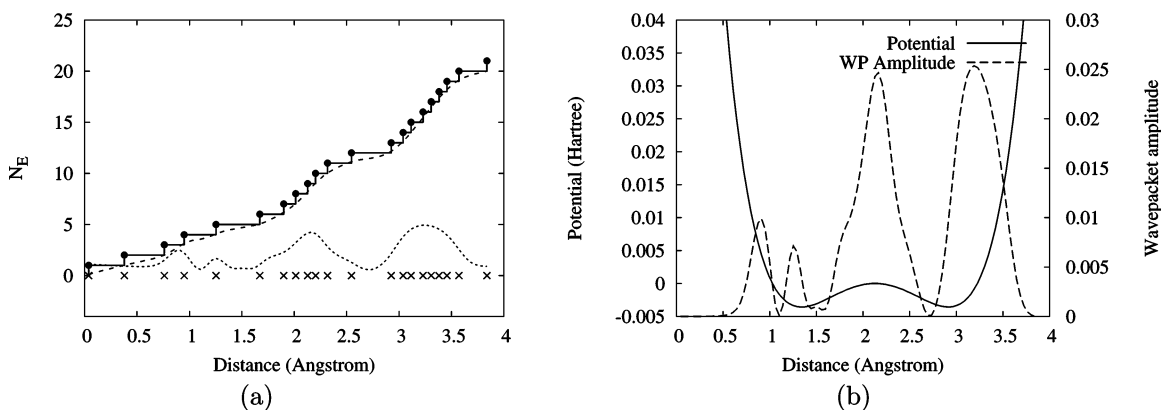 25
20
15
10
5
0
N_E
0 0.5 1 1.5 2 2.5 3 3.5 4
Distance (Angstrom)
(a)
0.04
0.035
0.03
0.025
0.02
0.015
0.01
0.005
0
-0.005
Potential (Hartree)
Potential
WP Amplitude
0.03
0.025
0.02
0.015
0.01
0.005
0
Wavepacket amplitude
0 0.5 1 1.5 2 2.5 3 3.5 4
Distance (Angstrom)
(b)